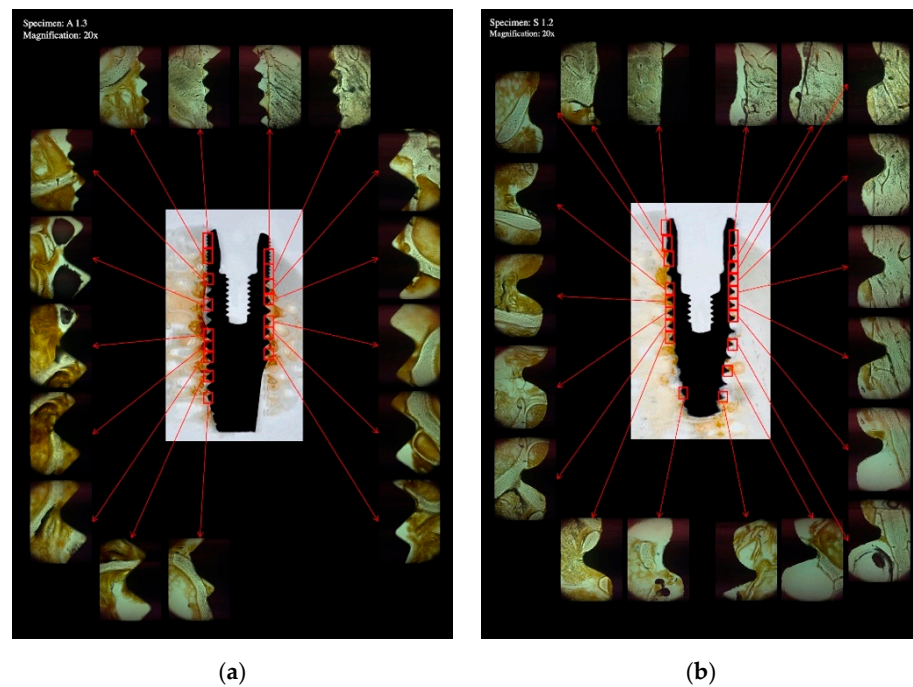 Specimen: A 1.3
Magnification: 20x
Specimen: S 1.2
Magnification: 20x
(a)
(b)